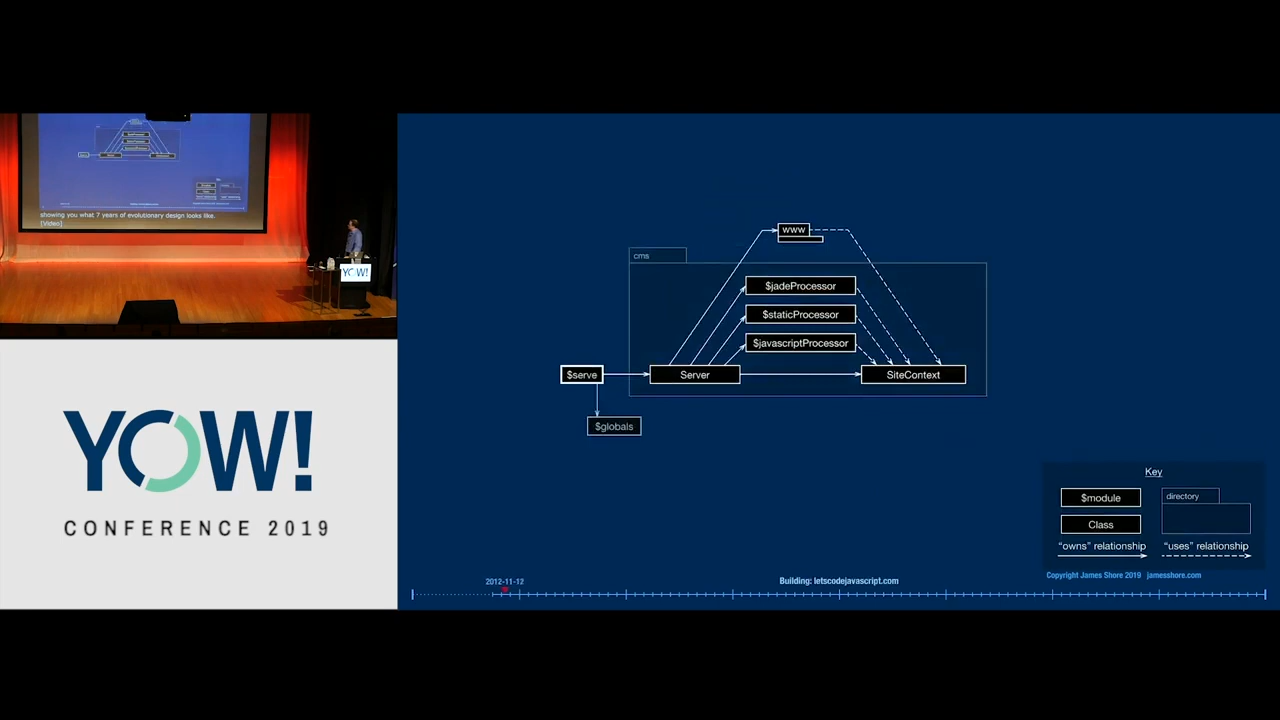 showing you what 7 years of evolutionary design looks like.
[Video]
YOW!
YOW!
CONFERENCE 2019
www
cms
$jadeProcessor
$staticProcessor
$javascriptProcessor
$serve
Server
SiteContext
$globals
Key
$module
directory
Class
"owns" relationship
"uses" relationship
Copyright James Shore 2019 jamesshore.com
2012-11-12
Building: letscodejavascript.com